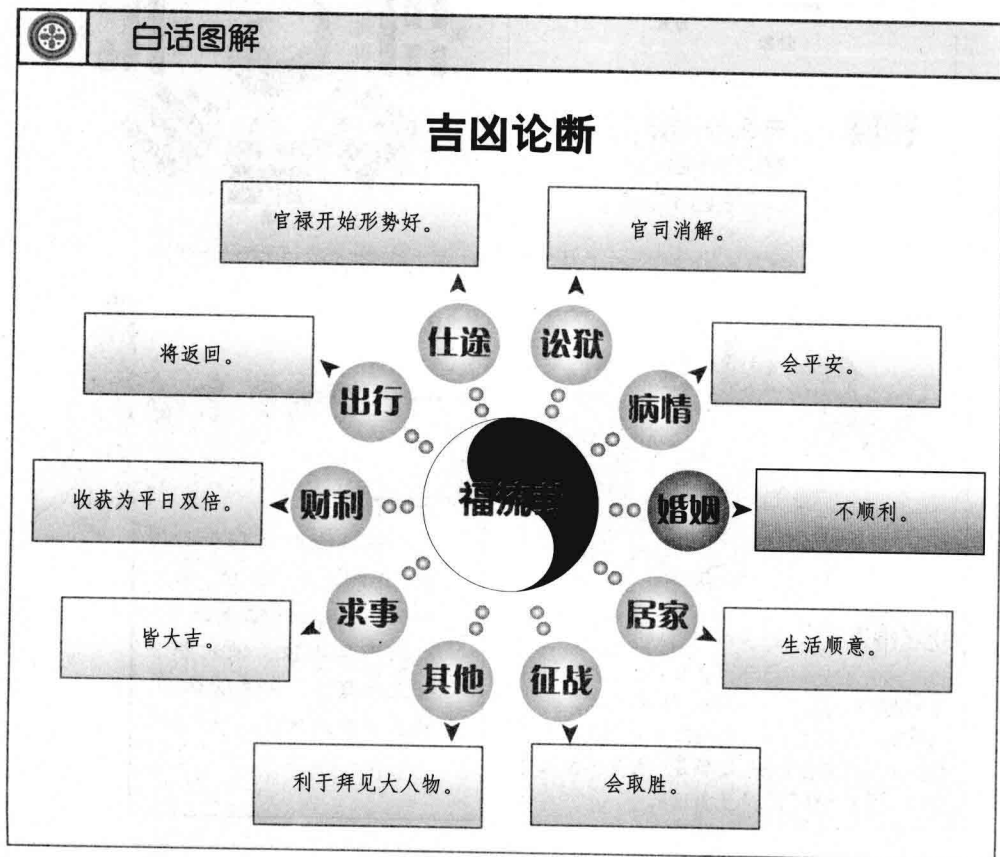 白话图解
吉凶论断
官禄开始形势好。
官司消解。
仕途
讼狱
将返回。
会平安。
出行
病情
收获为平日双倍。
财利
福流
婚姻
不顺利。
皆大吉。
求事
居家
生活顺意。
其他
征战
利于拜见大人物。
会取胜。